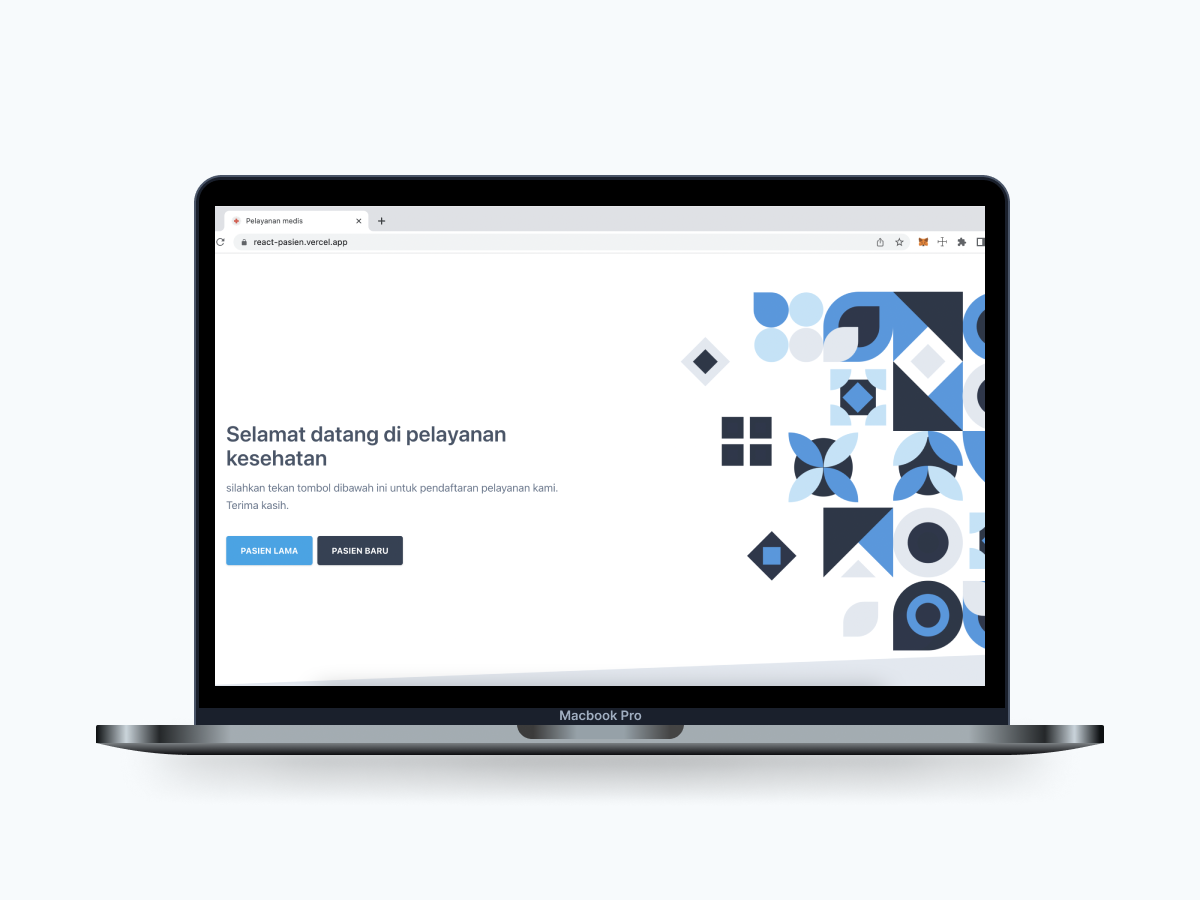 Pelayanan medis
react-pasien.vercel.app
Selamat datang di pelayanan
kesehatan
silahkan tekan tombol dibawah ini untuk pendaftaran pelayanan kami.
Terima kasih.
PASIEN LAMA PASIEN BARU
Macbook Pro